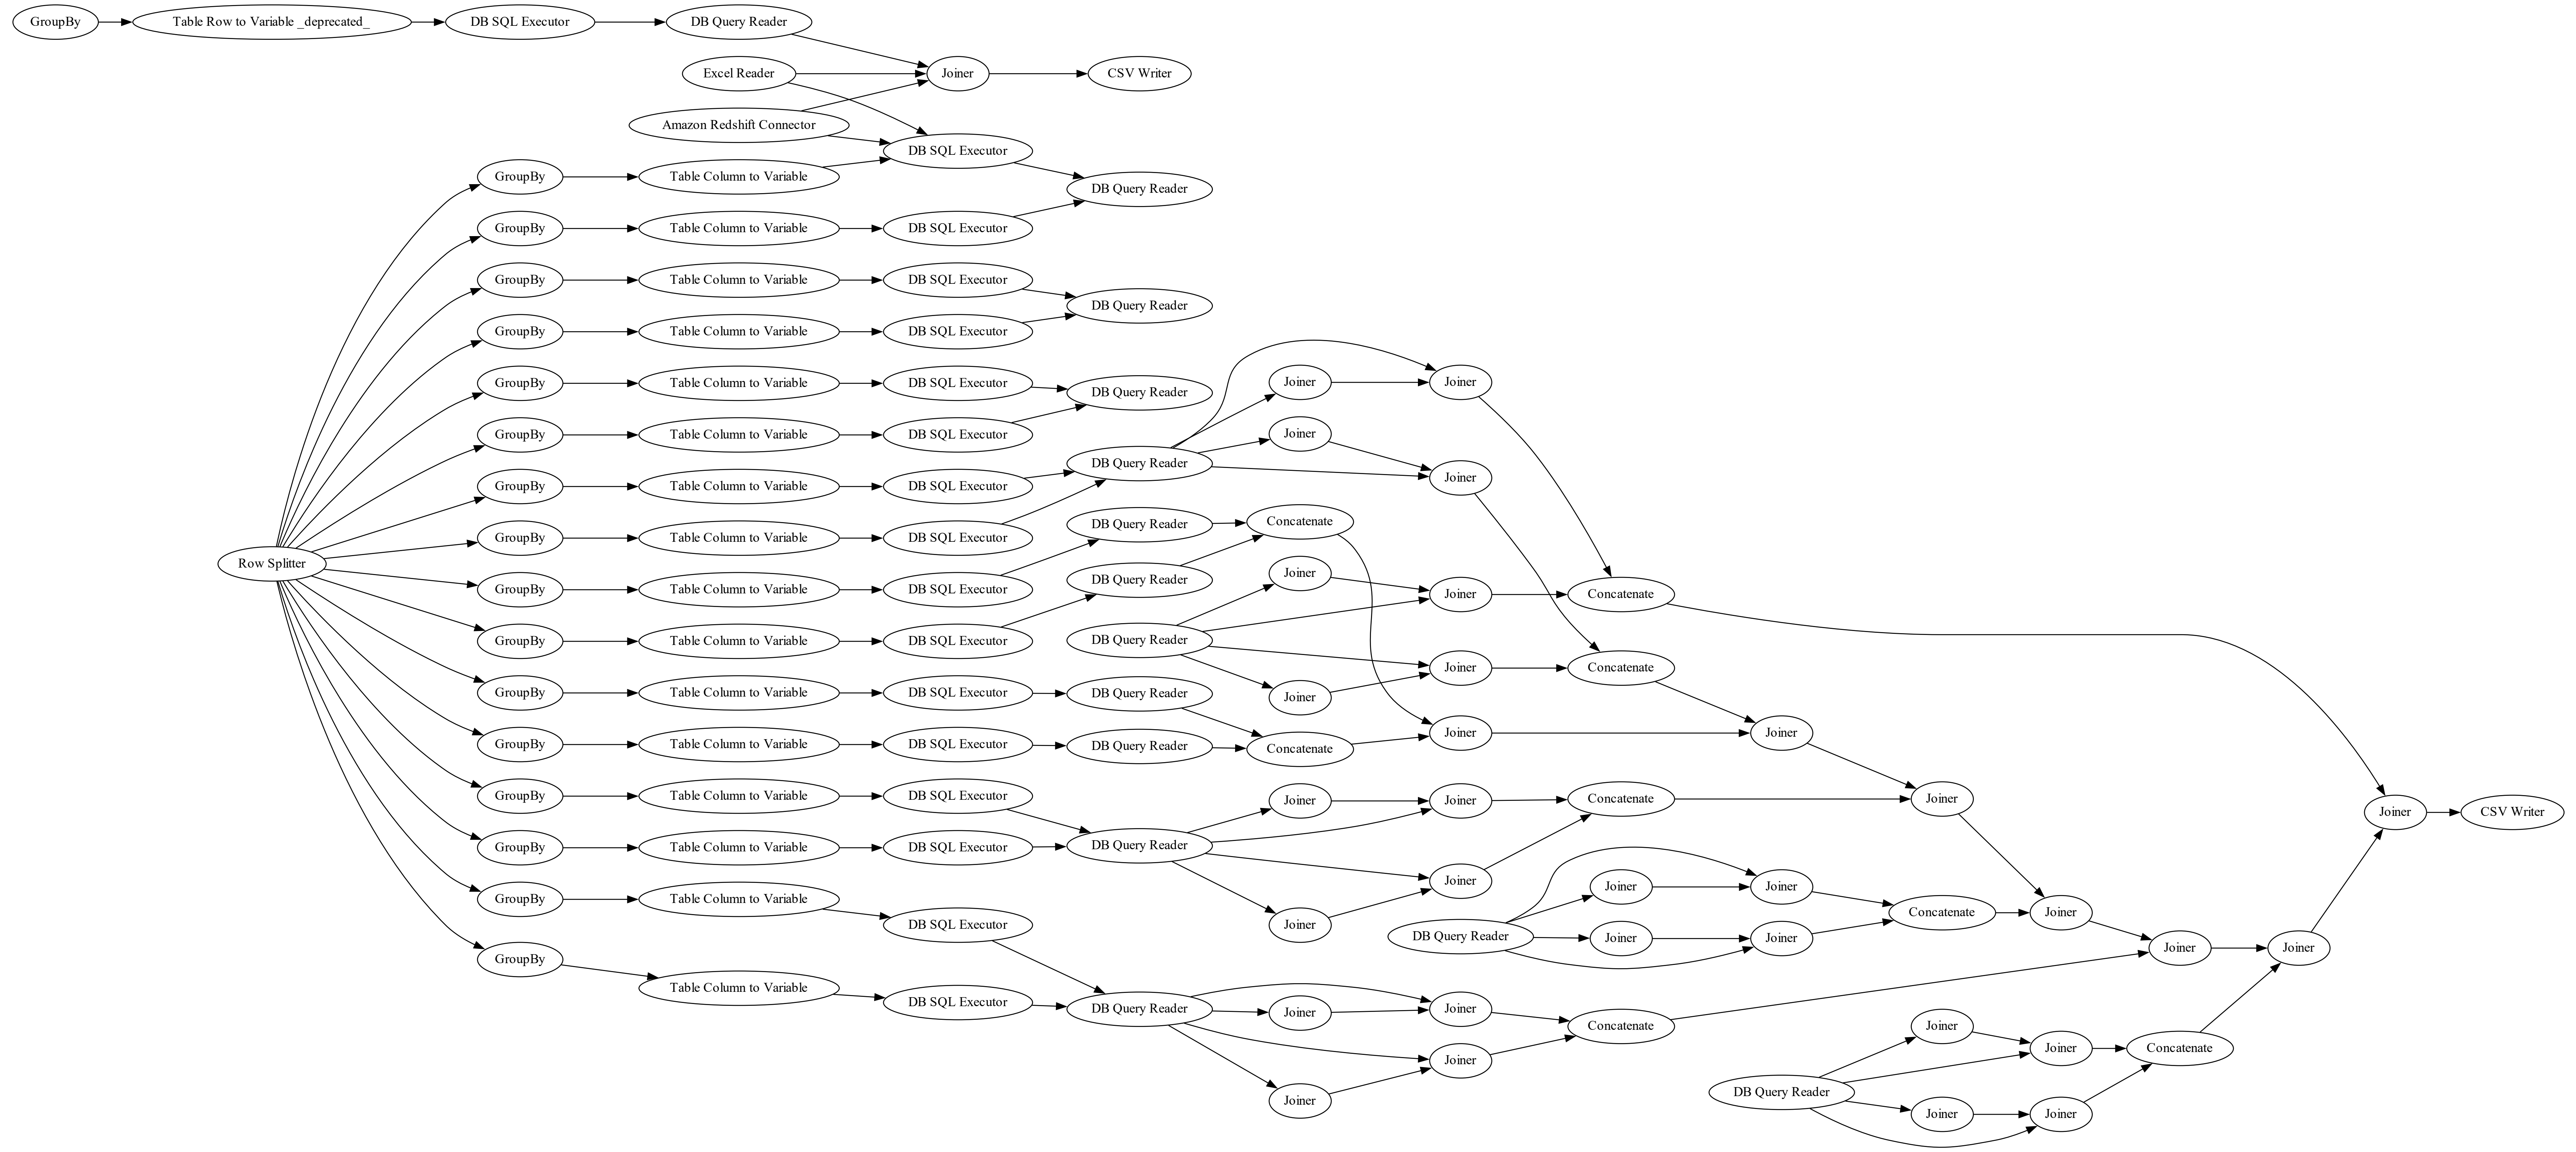 GroupBy
Table Row to Variable _deprecated_
DB SQL Executor
DB Query Reader
Excel Reader
Joiner
CSV Writer
Amazon Redshift Connector
DB SQL Executor
GroupBy
Table Column to Variable
DB Query Reader
GroupBy
Table Column to Variable
DB SQL Executor
GroupBy
Table Column to Variable
DB SQL Executor
DB Query Reader
GroupBy
Table Column to Variable
DB SQL Executor
GroupBy
Table Column to Variable
DB SQL Executor
DB Query Reader
Joiner
Joiner
GroupBy
Table Column to Variable
DB SQL Executor
Joiner
DB Query Reader
Joiner
GroupBy
Table Column to Variable
DB SQL Executor
DB Query Reader
Concatenate
GroupBy
Table Column to Variable
DB SQL Executor
Row Splitter
DB Query Reader
Joiner
GroupBy
Table Column to Variable
DB SQL Executor
Joiner
Concatenate
GroupBy
Table Column to Variable
DB SQL Executor
DB Query Reader
Joiner
Concatenate
GroupBy
Table Column to Variable
DB SQL Executor
DB Query Reader
Joiner
Joiner
Joiner
GroupBy
Table Column to Variable
DB SQL Executor
DB Query Reader
Concatenate
GroupBy
Table Column to Variable
DB SQL Executor
Joiner
Joiner
Concatenate
Joiner
Joiner
CSV Writer
GroupBy
Table Column to Variable
DB SQL Executor
DB Query Reader
Joiner
Joiner
Joiner
GroupBy
Table Column to Variable
Concatenate
Joiner
DB SQL Executor
Joiner
DB Query Reader
Joiner
Joiner
Joiner
Joiner
GroupBy
Table Column to Variable
DB SQL Executor
DB Query Reader
Joiner
Joiner
Concatenate
Joiner
Joiner
Concatenate
Joiner
DB Query Reader
Joiner
Joiner
Joiner